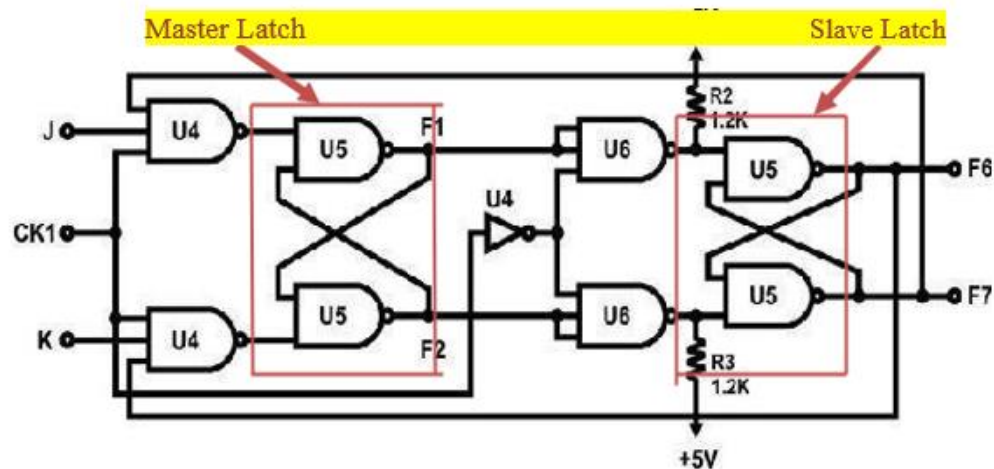 Master Latch
Slave Latch
R2
1.2K
J
U4
U5
F1
U6
U5
F6
U4
CK1
K
U4
U5
F2
U6
U5
F7
R3
1.2K
+5V